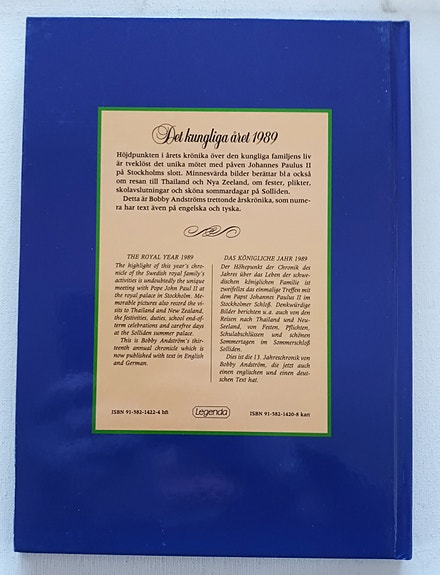 Det kungliga året 1989
Höjdpunkten i årets krönika över den kungliga familjens liv
är tveklöst det unika mötet med påven Johannes Paulus II
på Stockholms slott. Minnesvärda bilder berättar bl a också
om resan till Thailand och Nya Zeeland, om fester, plikter,
skolavslutningar och sköna sommardagar på Solliden.
Detta är Bobby Andströms trettonde årskrönika, som nume-
ra har text även på engelska och tyska.
THE ROYAL YEAR 1989
The highlight of this year's chro-
nicle of the Swedish royal family's
activities is undoubtedly the unique
meeting with Pope John Paul II at
the royal palace in Stockholm. Me-
morable pictures also record the vi-
sits to Thailand and New Zealand,
the festivities, duties, school end-of-
term celebrations and carefree days
at the Solliden summer palace.
This is Bobby Andström's thir-
teenth annual chronicle which is
now published with text in English
and German.
DAS KÖNIGLICHE JAHR 1989
Der Höhepunkt der Chronik des
Jahres über das Leben der schwe-
dischen königlichen Familie ist
zweifellos das einmalige Treffen mit
dem Papst Johannes Paulus II im
Stockholmer Schloß. Denkwürdige
Bilder berichten u.a. auch von den
Reisen nach Thailand und Neu-
Seeland, von Festen, Pflichten,
Schulabschlüssen und schönen
Sommertagen im Sommerschloß
Solliden.
Dies ist die 13. Jahreschronik von
Bobby Andström, die jetzt auch
einen englischen und einen deut-
schen Text hat.
ISBN 91-582-1422-4 hft
Legenda
ISBN 91-582-1420-8 kart